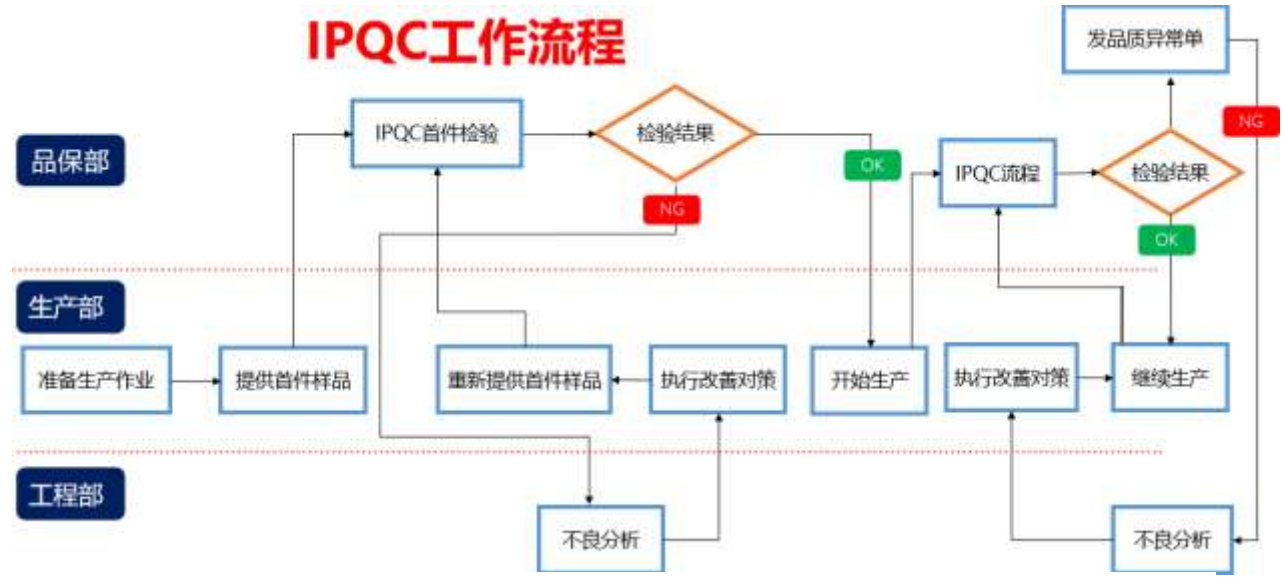 IPQC工作流程
发品质异常单
品保部
IPQC首件检验
检验结果
OK
NG
NG
IPQC流程
检验结果
OK
生产部
准备生产作业
提供首件样品
重新提供首件样品
执行改善对策
开始生产
执行改善对策
继续生产
工程部
不良分析
不良分析